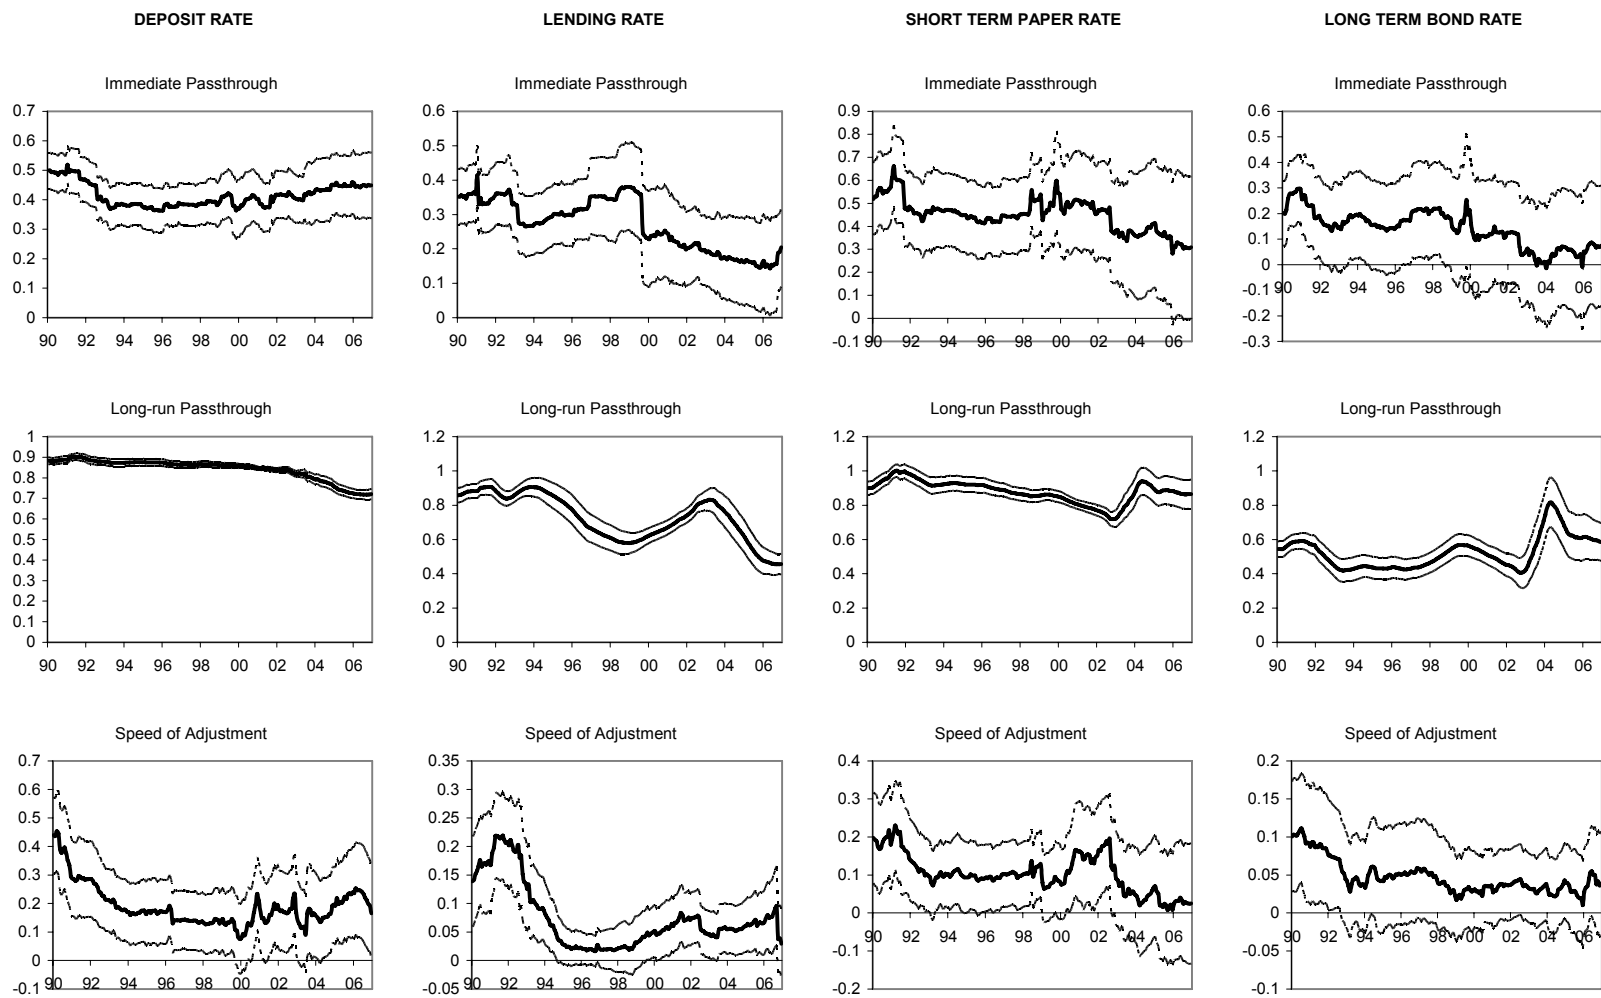 DEPOSIT RATE LENDING RATE SHORT TERM PAPER RATE LONG TERM BOND RATE
Immediate Passthrough Immediate Passthrough Immediate Passthrough Immediate Passthrough
0.7 0.6 0.9 0.6
0.6 0.5 0.8 0.5
0.5 0.4 0.7 0.4
0.4 0.3 0.6 0.3
0.3 0.2 0.5 0.2
0.2 0.1 0.4 0.1
0.1 0 0.3 0
0 0.2 -0.1
0.1 -0.2
0 -0.3
-0.1
90 92 94 96 98 00 02 04 06 90 92 94 96 98 00 02 04 06 90 92 94 96 98 00 02 04 06 90 92 94 96 98 00 02 04 06
Long-run Passthrough Long-run Passthrough Long-run Passthrough Long-run Passthrough
1 1.2 1.2 1.2
0.9 1 1 1
0.8 0.8 0.8 0.8
0.7 0.6 0.6 0.6
0.6 0.4 0.4 0.4
0.5 0.2 0.2 0.2
0.4 0 0 0
0.3
0.2
0.1
0
90 92 94 96 98 00 02 04 06 90 92 94 96 98 00 02 04 06 90 92 94 96 98 00 02 04 06 90 92 94 96 98 00 02 04 06
Speed of Adjustment Speed of Adjustment Speed of Adjustment Speed of Adjustment
0.7 0.35 0.4 0.2
0.6 0.3 0.3 0.15
0.5 0.25 0.2 0.1
0.4 0.2 0.1 0.05
0.3 0.15 0 0
0.2 0.1 -0.1 -0.05
0.1 0.05 -0.2 -0.1
0 0
-0.1 -0.05
90 92 94 96 98 00 02 04 06 90 92 94 96 98 00 02 04 06 90 92 94 96 98 00 02 04 06 90 92 94 96 98 00 02 04 06